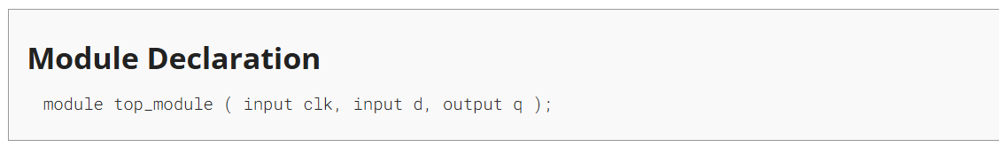 Module Declaration
module top_module ( input clk, input d, output q );